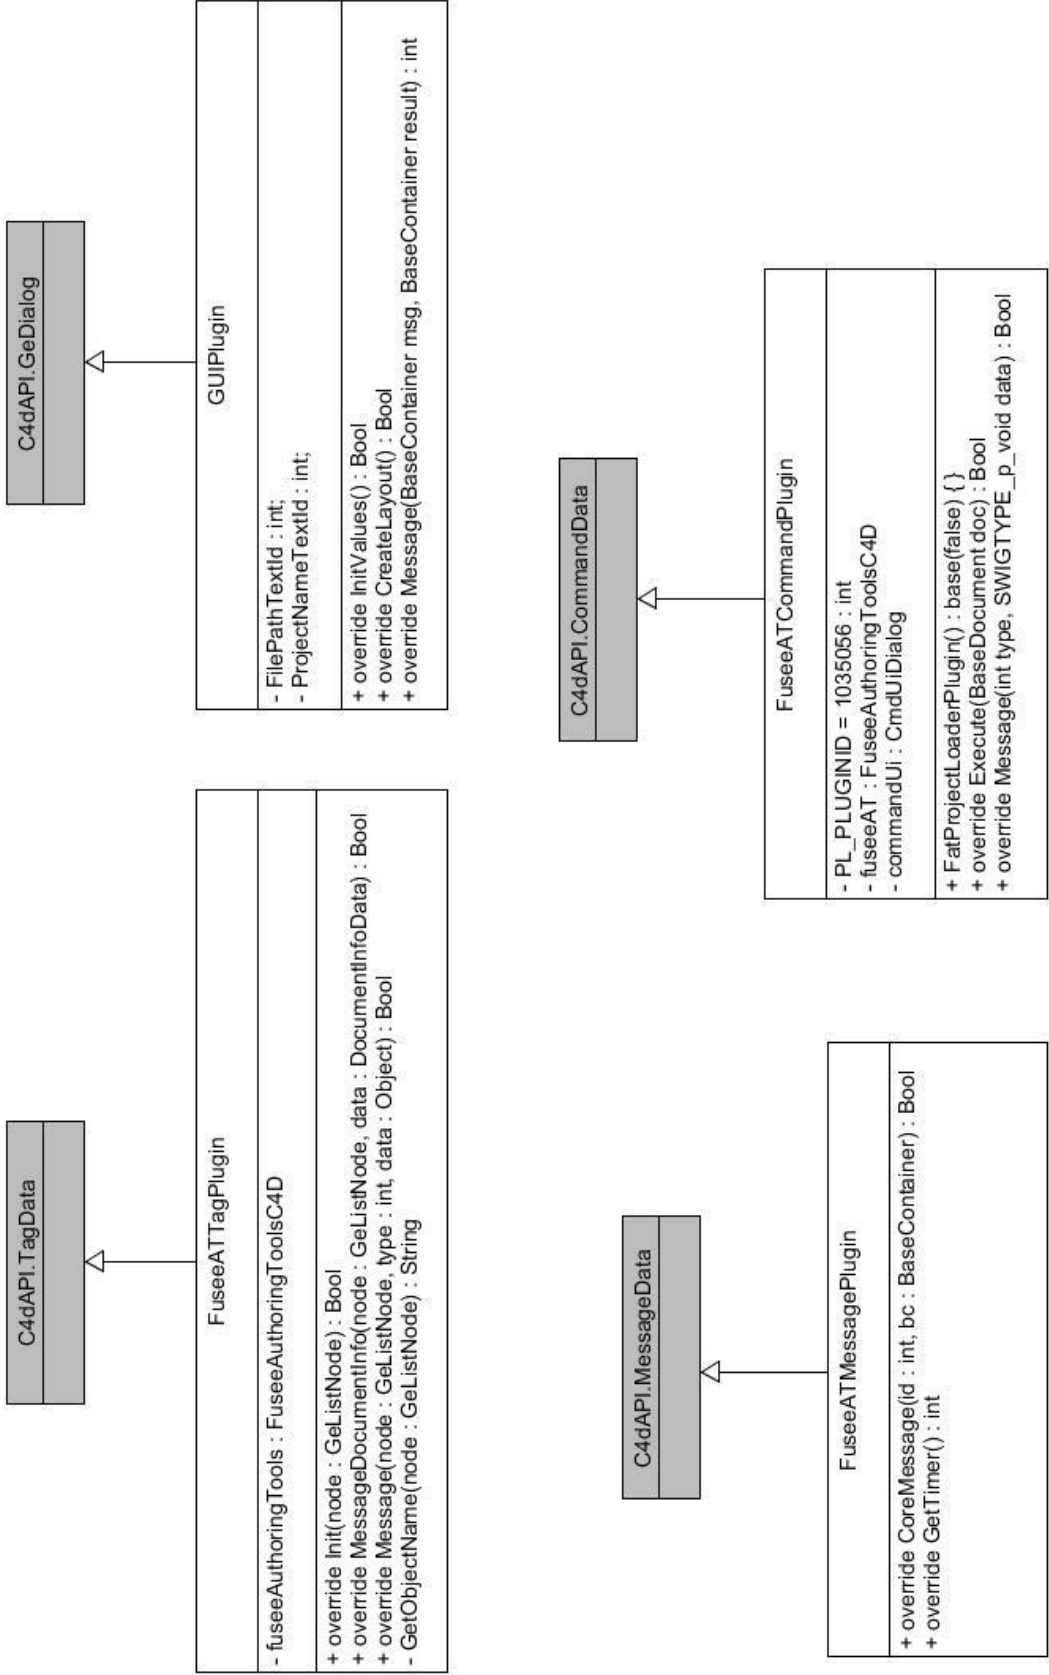 C4dAPI.TagData
FuseeATTagPlugin
- fuseeAuthoringTools : FuseeAuthoringToolsC4D
+ override Init(node : GeListNode) : Bool
+ override MessageDocumentInfo(node : GeListNode, data : DocumentInfoData) : Bool
+ override Message(node : GeListNode, type : int, data : Object) : Bool
- GetObjectName(node : GeListNode) : String
C4dAPI.GeDialog
GUIPlugin
- FilePathTextId : int;
- ProjectNameTextId : int;
+ override InitValues() : Bool
+ override CreateLayout() : Bool
+ override Message(BaseContainer msg, BaseContainer result) : int
C4dAPI.MessageData
FuseeATMessagePlugin
+ override CoreMessage(id : int, bc : BaseContainer) : Bool
+ override GetTimer() : int
C4dAPI.CommandData
FuseeATCommandPlugin
- PL_PLUGINID = 1035056 : int
- fuseeAT : FuseeAuthoringToolsC4D
- commandUi : CmdUiDialog
+ FatProjectLoaderPlugin() : base(false) { }
+ override Execute(BaseDocument doc) : Bool
+ override Message(int type, SWIGTYPE_p_void data) : Bool